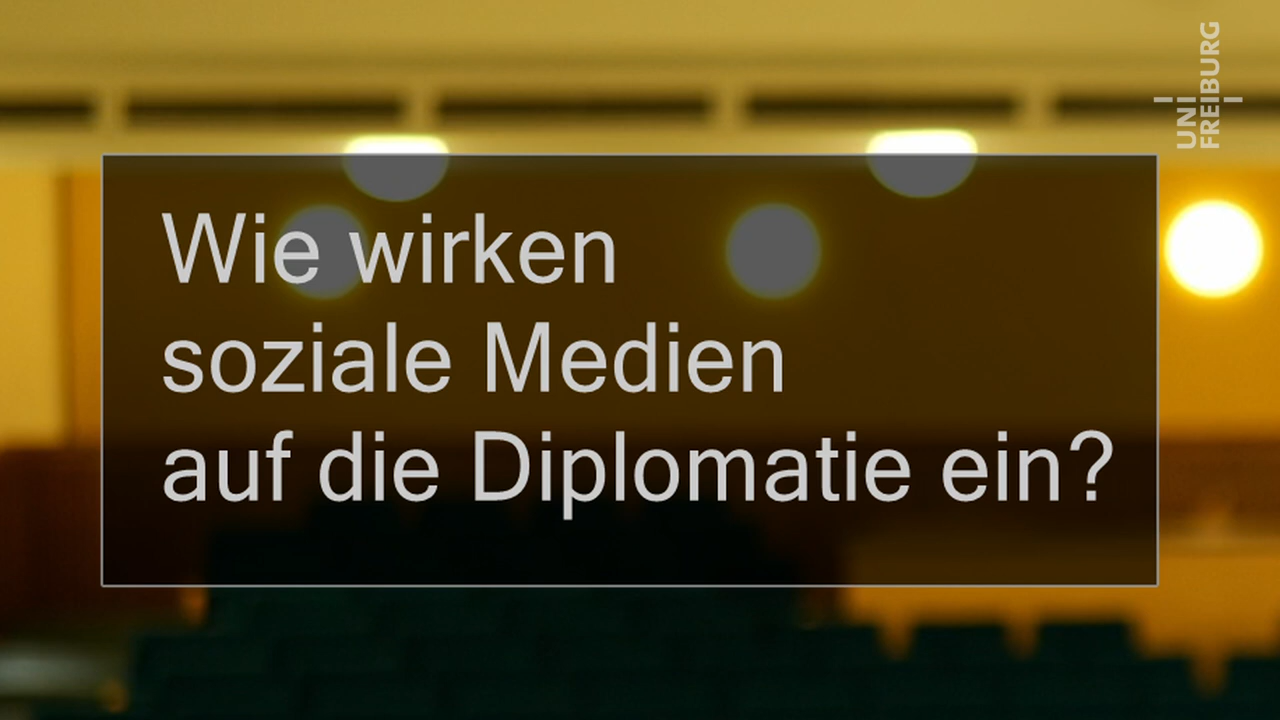 UNI
FREIBURG
Wie wirken
soziale Medien
auf die Diplomatie ein?